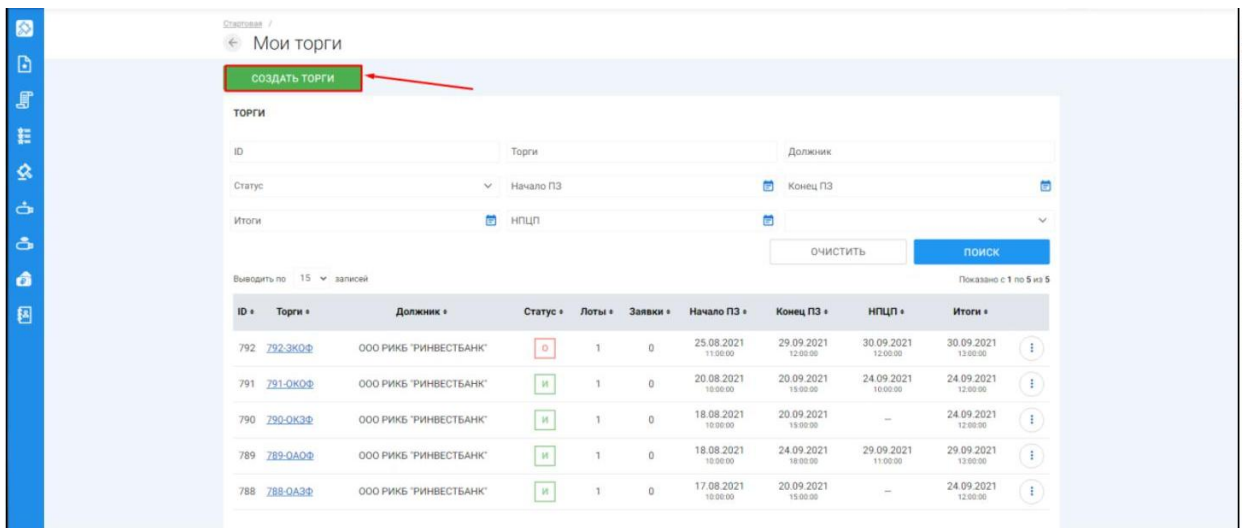 Стартовая /
Мои торги
СОЗДАТЬ ТОРГИ
ТОРГИ
ID Торги Должник
Статус Начало ПЗ Конец ПЗ
Итоги НПЦП
ОЧИСТИТЬ ПОИСК
Выводить по 15 записей Показано с 1 по 5 из 5
ID Торги Должник Статус Лоты Заявки Начало ПЗ Конец ПЗ НПЦП Итоги
792 792-ЗКОФ ООО РИКБ "РИНВЕСТБАНК" О 1 0 25.08.2021 29.09.2021 30.09.2021 30.09.2021
11:00:00 12:00:00 12:00:00 13:00:00
791 791-ОКОФ ООО РИКБ "РИНВЕСТБАНК" И 1 0 20.08.2021 20.09.2021 24.09.2021 24.09.2021
10:00:00 15:00:00 10:00:00 12:00:00
790 790-ОКЗФ ООО РИКБ "РИНВЕСТБАНК" И 1 0 18.08.2021 20.09.2021 — 24.09.2021
10:00:00 15:00:00 12:00:00
789 789-ОАОФ ООО РИКБ "РИНВЕСТБАНК" И 1 0 18.08.2021 24.09.2021 29.09.2021 29.09.2021
10:00:00 18:00:00 11:00:00 13:00:00
788 788-ОАЗФ ООО РИКБ "РИНВЕСТБАНК" И 1 0 17.08.2021 20.09.2021 — 24.09.2021
10:00:00 15:00:00 12:00:00